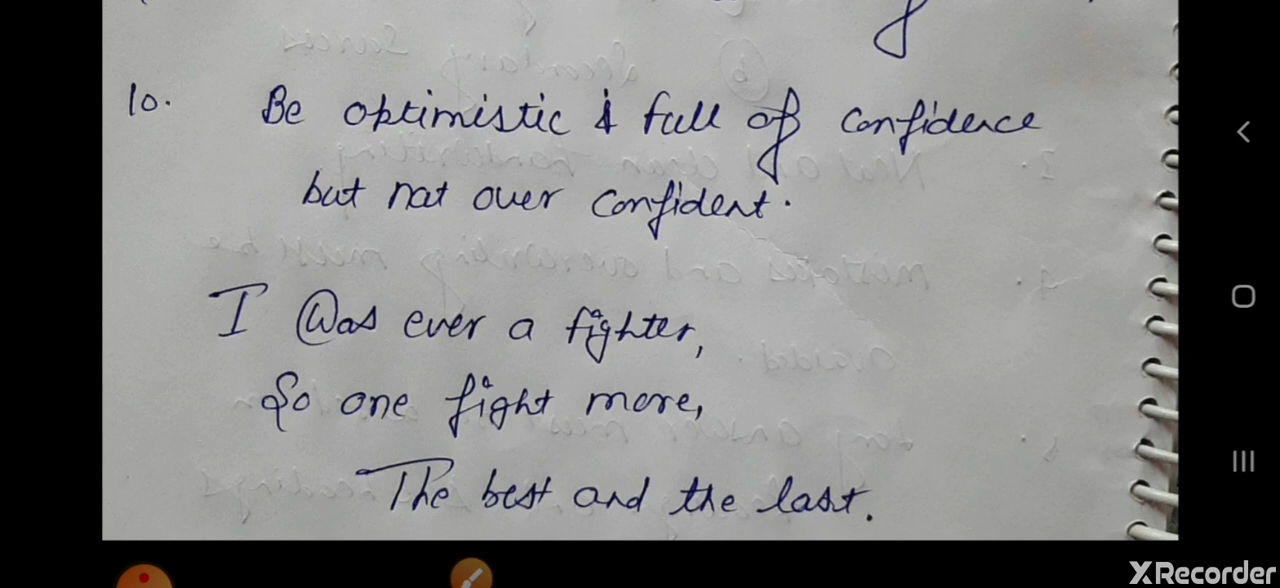 10. Be optimistic & full of confidence
but not over confident.
I was ever a fighter,
So one fight more,
The best and the last.
XRecorder